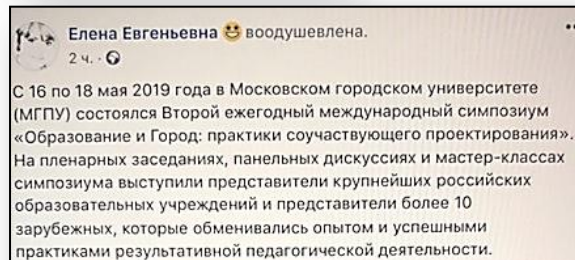 Елена Евгеньевна 😃 воодушевлена.
2 ч. ·
С 16 по 18 мая 2019 года в Московском городском университете
(МГПУ) состоялся Второй ежегодный международный симпозиум
«Образование и Город: практики соучаствующего проектирования».
На пленарных заседаниях, панельных дискуссиях и мастер-классах
симпозиума выступили представители крупнейших российских
образовательных учреждений и представители более 10
зарубежных, которые обменивались опытом и успешными
практиками результативной педагогической деятельности.